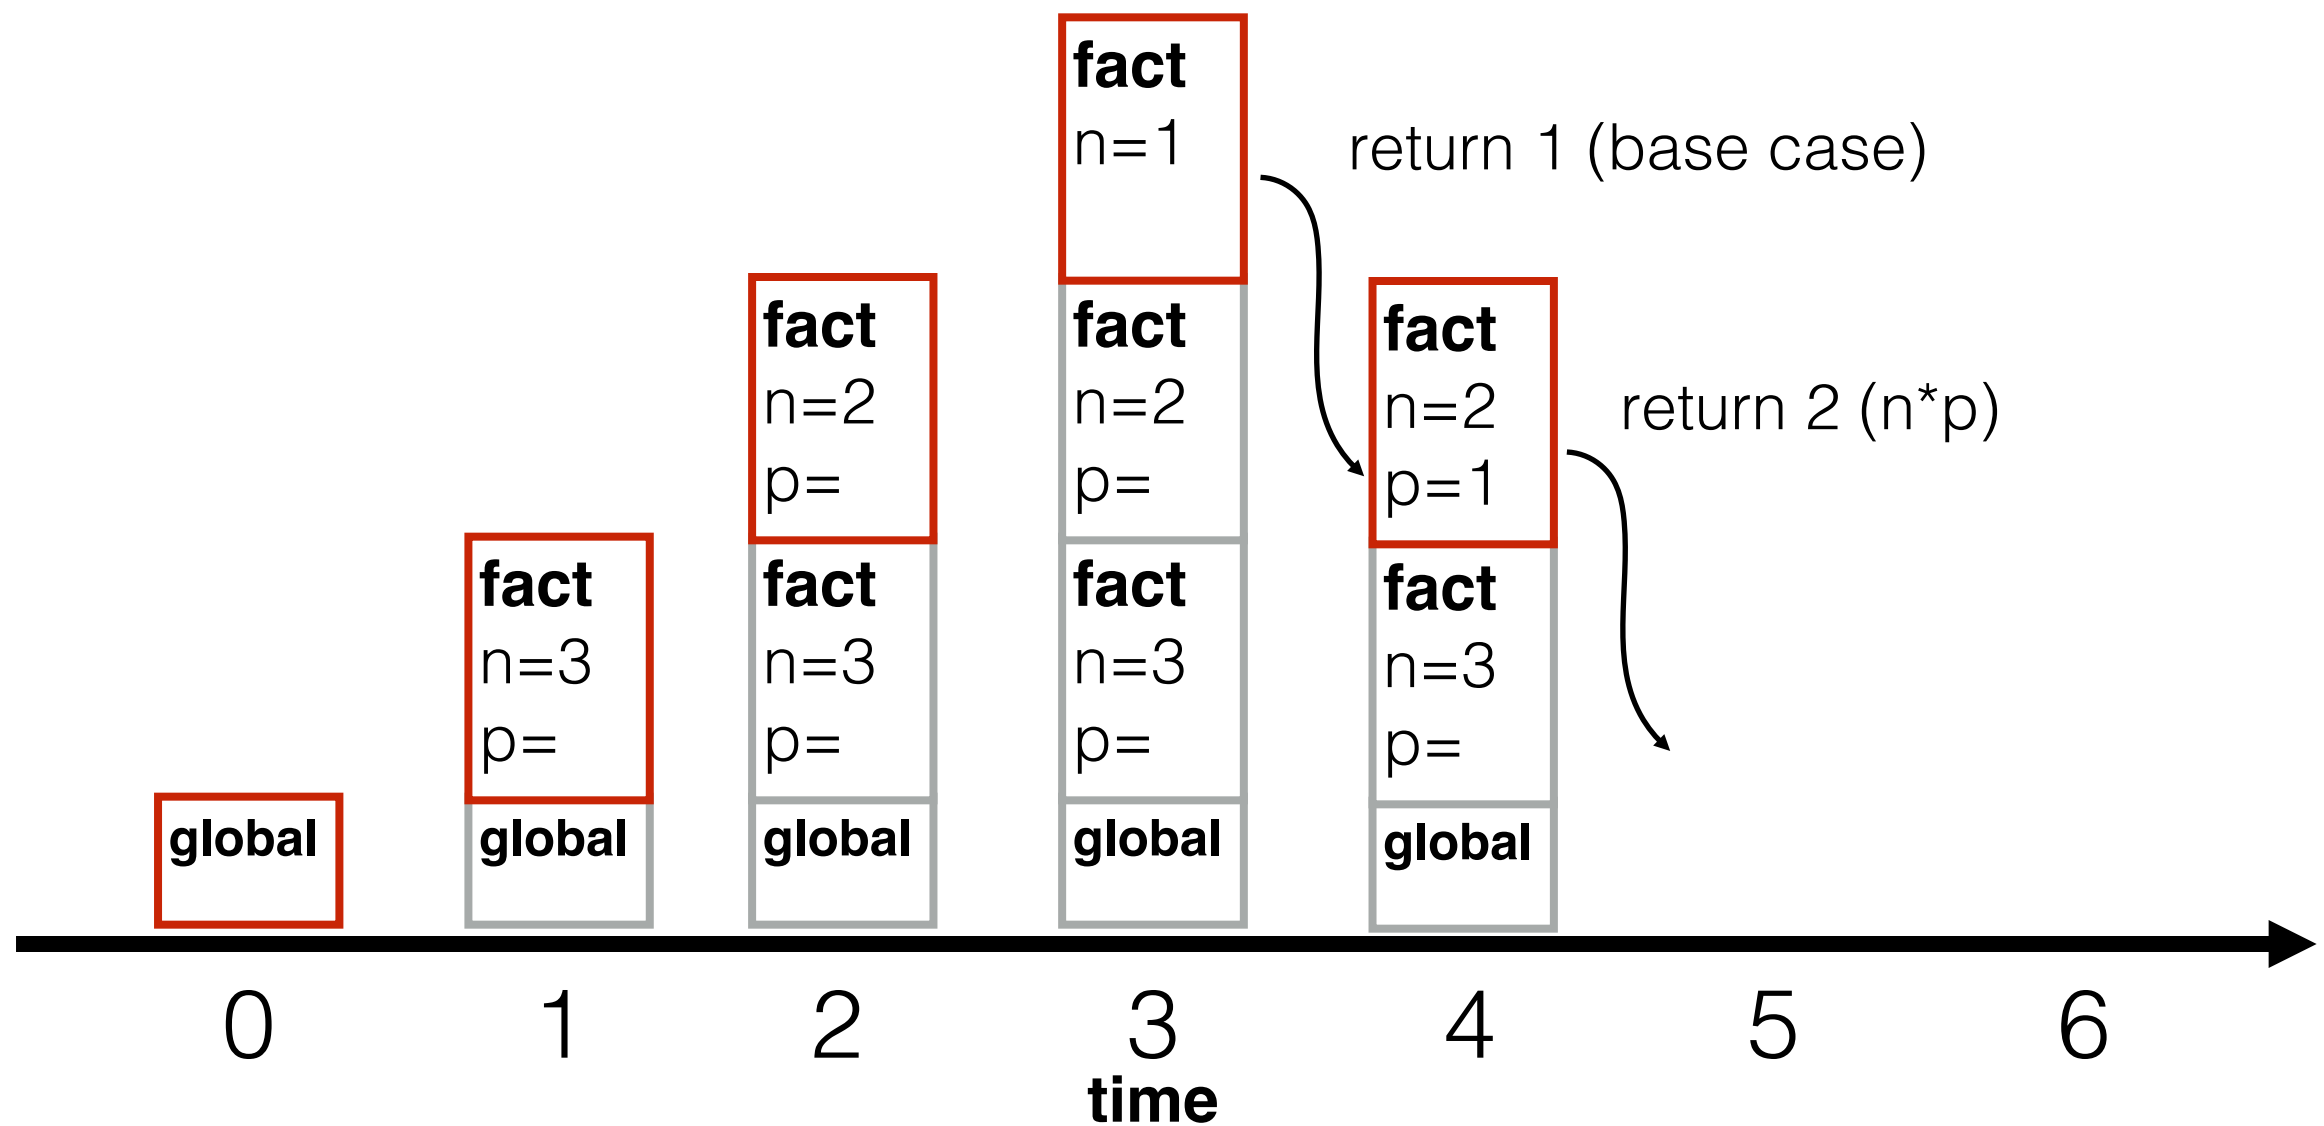 fact
n=1
return 1 (base case)
fact
n=2
p=
fact
n=2
p=
fact
n=2
p=1
return 2 (n*p)
fact
n=3
p=
fact
n=3
p=
fact
n=3
p=
fact
n=3
p=
global
global
global
global
global
0 1 2 3 4 5 6
time